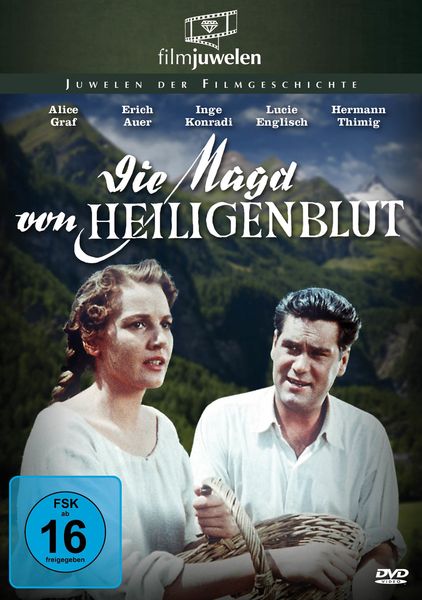 filmjuwelen
JUWELEN DER FILMGESCHICHTE
Alice Graf
Erich Auer
Inge Konradi
Lucie Englisch
Hermann Thimig
Die Magd
von HEILIGENBLUT
FSK
ab
16
freigegeben
DVD
VIDEO